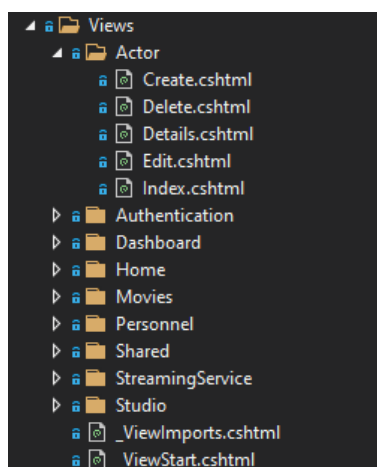 Views
Actor
Create.cshtml
Delete.cshtml
Details.cshtml
Edit.cshtml
Index.cshtml
Authentication
Dashboard
Home
Movies
Personnel
Shared
StreamingService
Studio
_ViewImports.cshtml
_ViewStart.cshtml